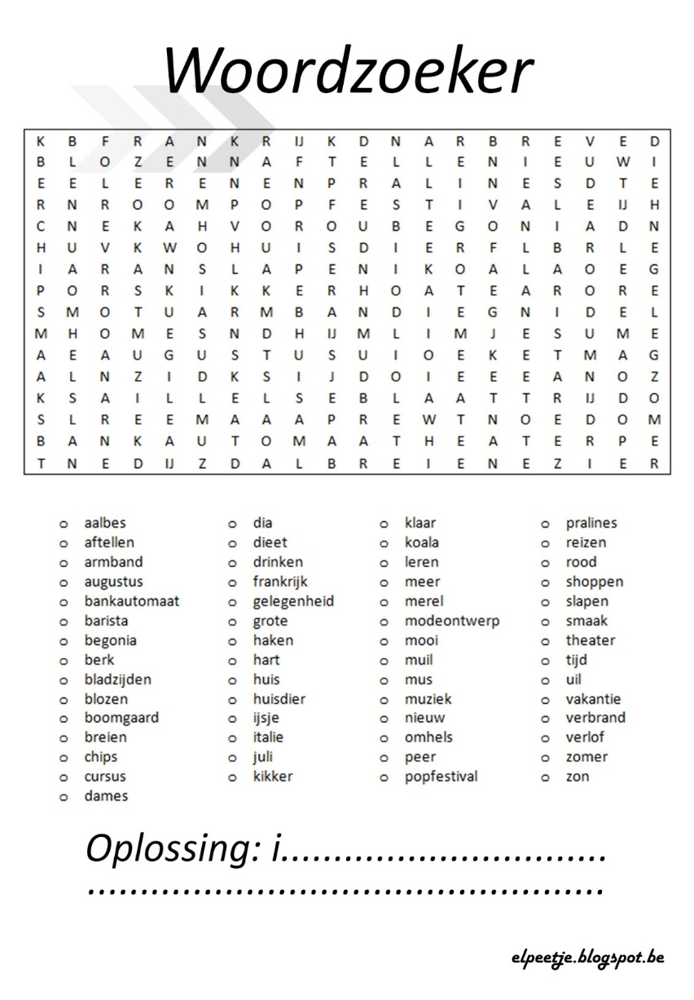 Woordzoeker
K B F R A N K R IJ K D N A R B R E V E D
B L O Z E N N A F T E L L E N I E U W I
E E L E R E N E N P R A L I N E S D T E
R N R O O M P O P F E S T I V A L E IJ H
C N E K A H V O R O U B E G O N I A D N
H U V K W O H U I S D I E R F L B R L E
I A R A N S L A P E N I K O A L A O E G
P O R S K I K K E R H O A T E A R O R E
S M O T U A R M B A N D I E G N I D E L
M H O M E S N D H IJ M L I M J E S U M E
A E A U G U S T U S U I O E K E T M A G
A L N Z I D K S I J D O I E E E A N O Z
K S A I L L E L S E B L A A T T R IJ D O
S L R E E M A A A P R E W T N O E D O M
B A N K A U T O M A A T H E A T E R P E
T N E D IJ Z D A L B R E I E N E Z I E R
o aalbes o dia o klaar o pralines
o aftellen o dieet o koala o reizen
o armband o drinken o leren o rood
o augustus o frankrijk o meer o shoppen
o bankautomaat o gelegenheid o merel o slapen
o barista o grote o modeontwerp o smaak
o begonia o haken o mooi o theater
o berk o hart o muil o tijd
o bladzijden o huis o mus o uil
o blozen o huisdier o muziek o vakantie
o boomgaard o ijsje o nieuw o verbrand
o breien o italie o omhels o verlof
o chips o juli o peer o zomer
o cursus o kikker o popfestival o zon
o dames
Oplossing: i...............................
.................................................
elpeetje.blogspot.be